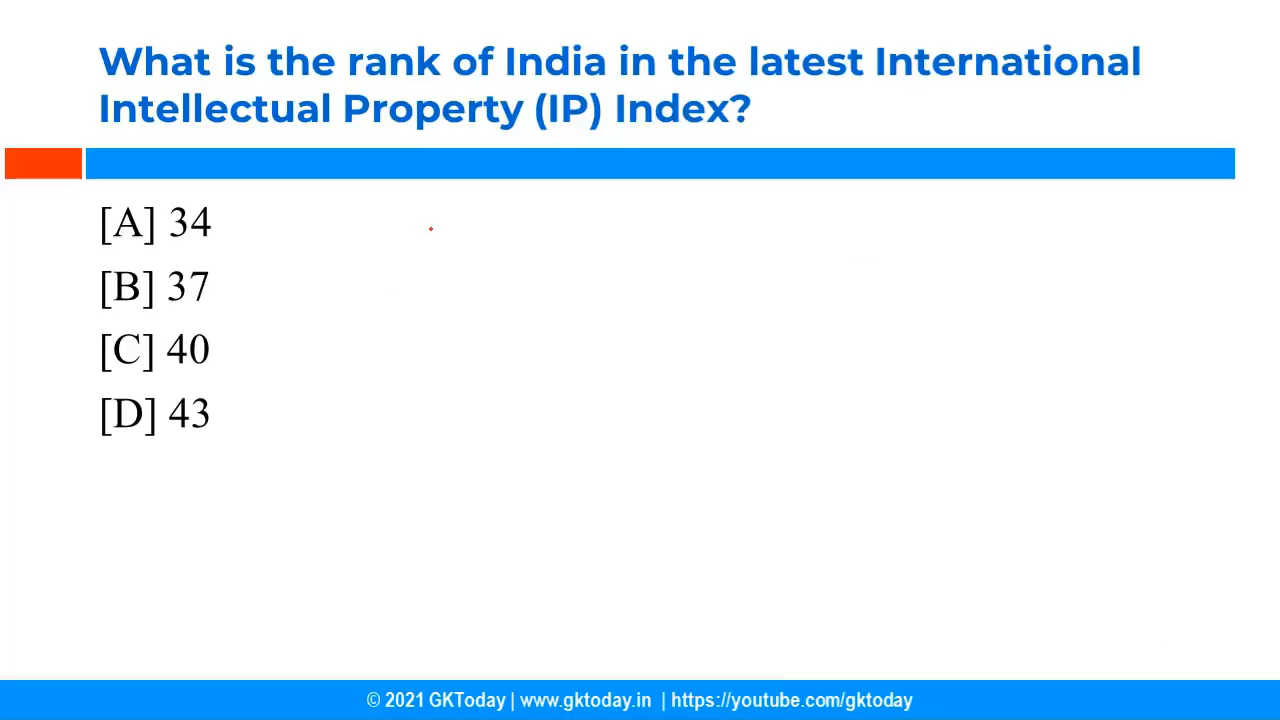 What is the rank of India in the latest International
Intellectual Property (IP) Index?
[A] 34
[B] 37
[C] 40
[D] 43
© 2021 GKToday | www.gktoday.in | https://youtube.com/gktoday